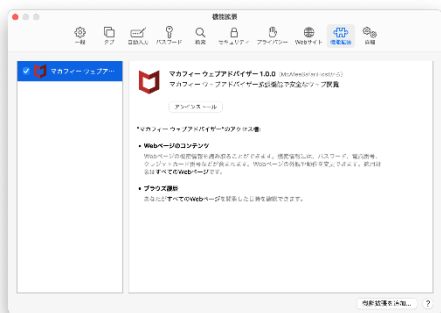 機能拡張
一般 タブ 自動入力 パスワード 検索 セキュリティ プライバシー Webサイト 機能拡張 詳細
マカフィー ウェブア…
マカフィー ウェブアドバイザー 1.0.0
マカフィー ウェブアドバイザー拡張機能で安全なウェブ閲覧
アンインストール
"マカフィー ウェブアドバイザー"のアクセス権:
• Webページのコンテンツ
Webページの機密情報を読み取ることができます。機密情報には、パスワード、電話番号、
クレジットカード番号などが含まれます。Webページの外観や動作を変更できます。適用対
象はすべてのWebページです。
• ブラウズ履歴
あなたがすべてのWebページを閲覧した日時を確認できます。
機能拡張を追加... ?